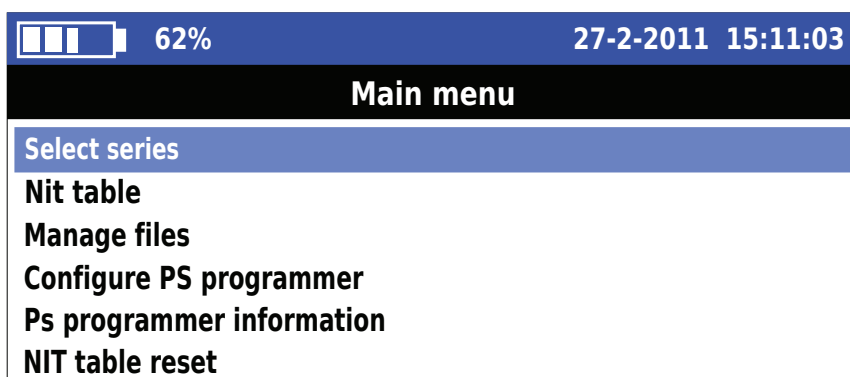 62% 27-2-2011 15:11:03
Main menu
Select series
Nit table
Manage files
Configure PS programmer
Ps programmer information
NIT table reset